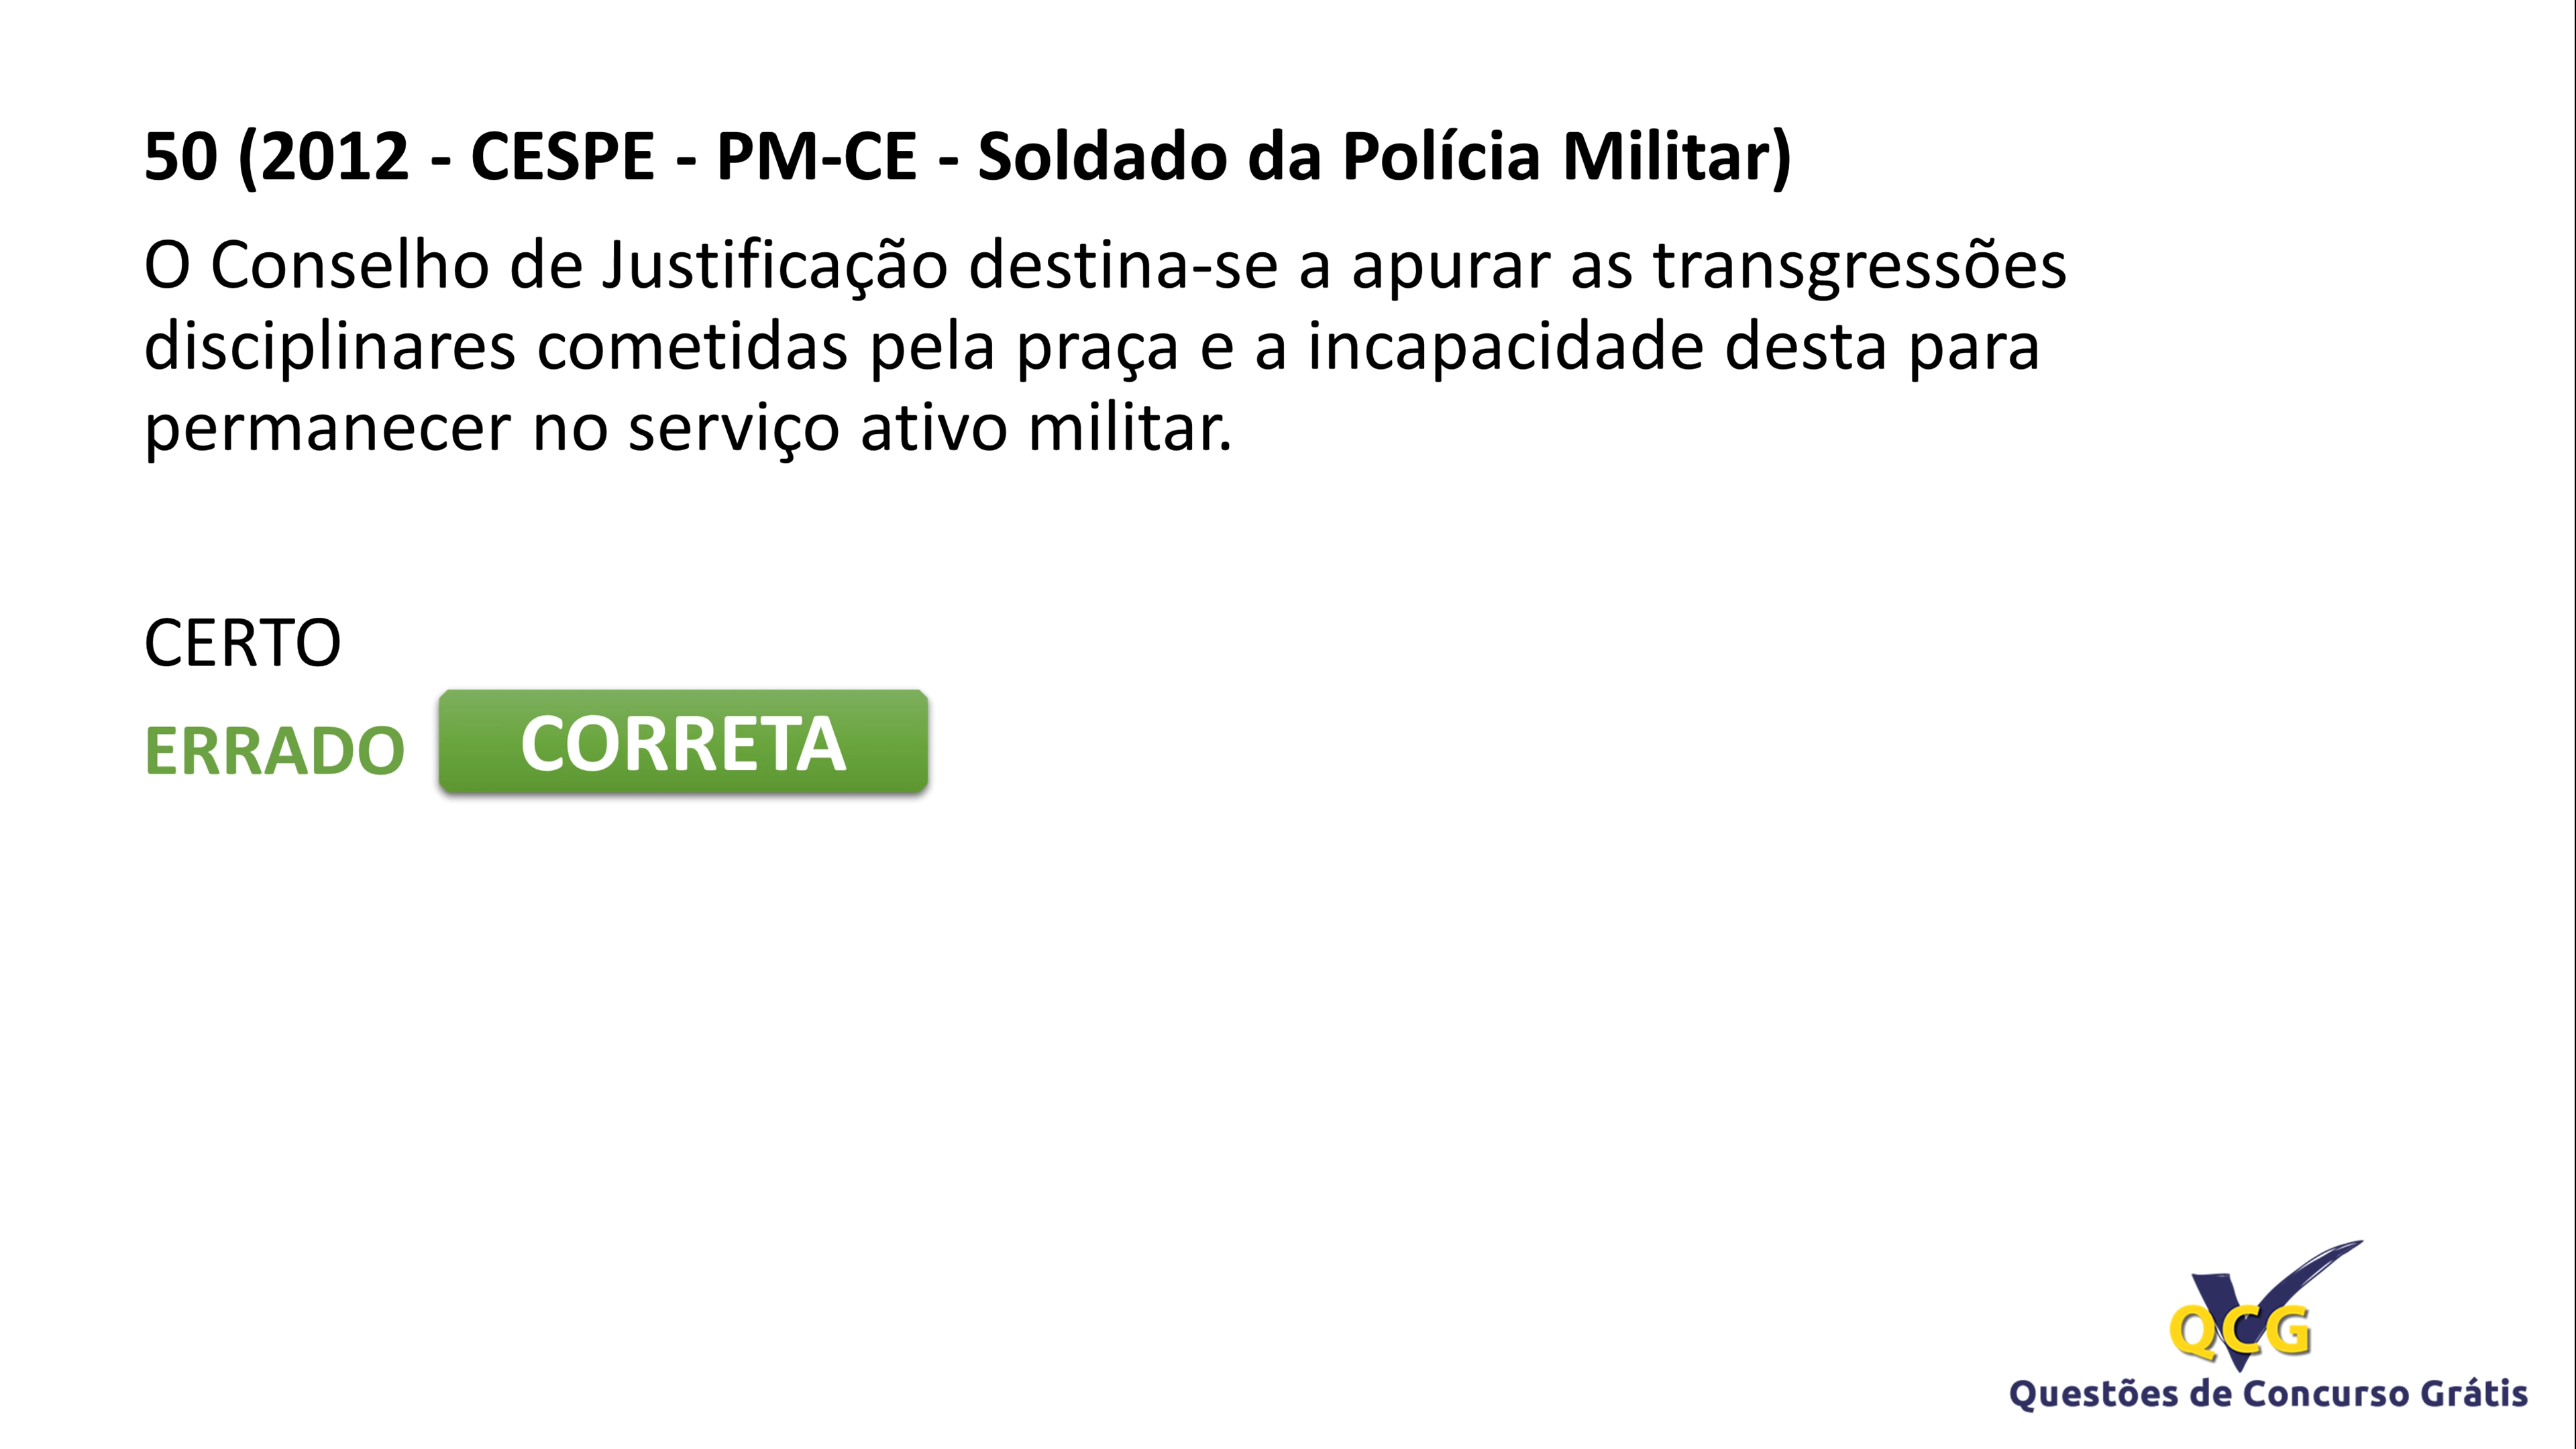 50 (2012 - CESPE - PM-CE - Soldado da Polícia Militar)
O Conselho de Justificação destina-se a apurar as transgressões
disciplinares cometidas pela praça e a incapacidade desta para
permanecer no serviço ativo militar.
CERTO
ERRADO CORRETA
QCG
Questões de Concurso Grátis